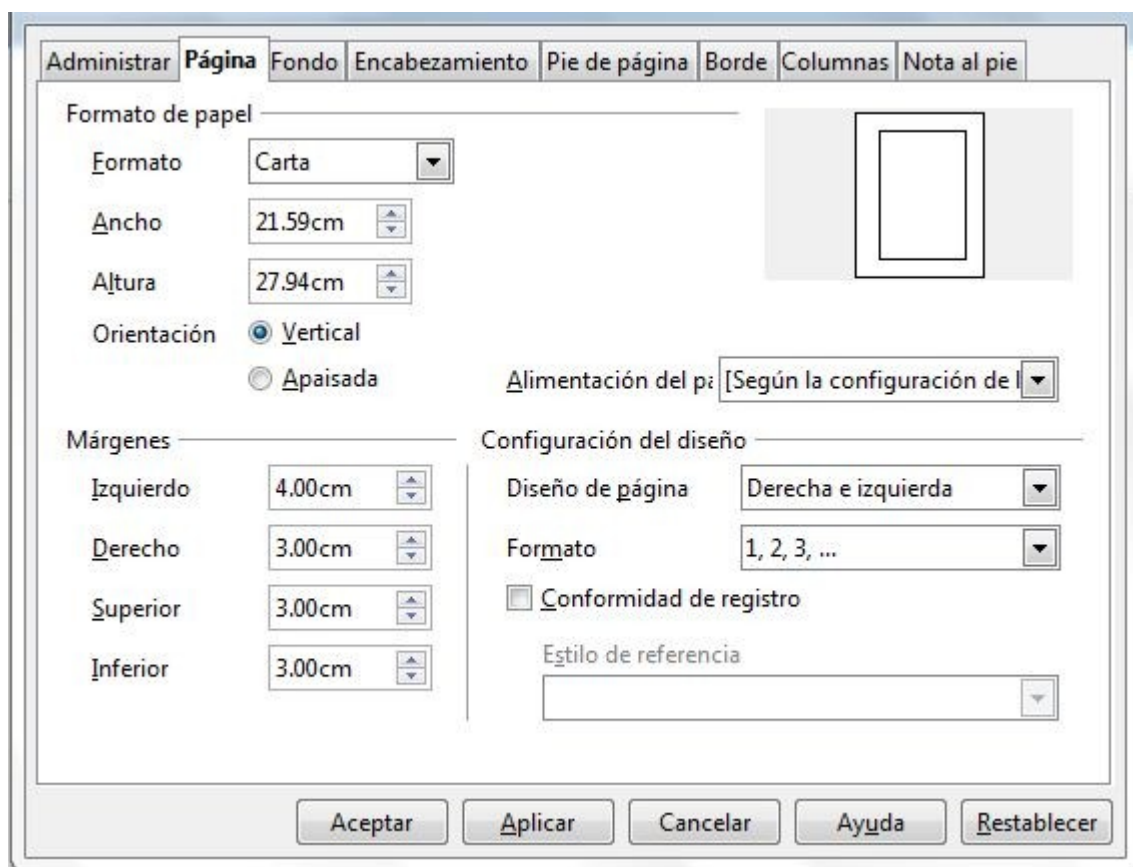 Administrar Página Fondo Encabezamiento Pie de página Borde Columnas Nota al pie
Formato de papel
Formato Carta
Ancho 21.59cm
Altura 27.94cm
Orientación Vertical
Apaisada
Alimentación del pa [Según la configuración de l
Márgenes
Izquierdo 4.00cm
Derecho 3.00cm
Superior 3.00cm
Inferior 3.00cm
Configuración del diseño
Diseño de página Derecha e izquierda
Formato 1, 2, 3, ...
Conformidad de registro
Estilo de referencia
Aceptar Aplicar Cancelar Ayuda Restablecer